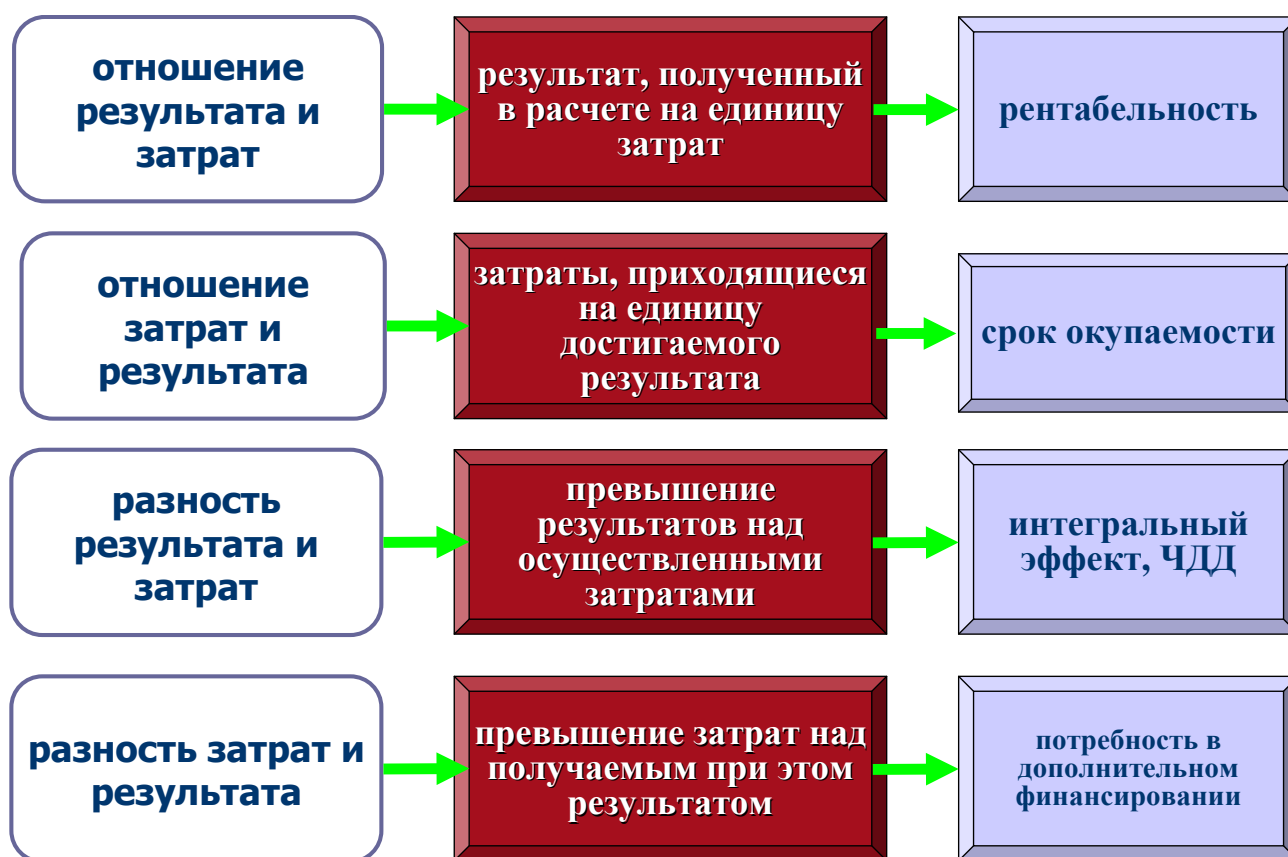 отношение
результата и
затрат
результат, полученный
в расчете на единицу
затрат
рентабельность
отношение
затрат и
результата
затраты, приходящиеся
на единицу
достигаемого
результата
срок окупаемости
разность
результата и
затрат
превышение
результатов над
осуществленными
затратами
интегральный
эффект, ЧДД
разность затрат и
результата
превышение затрат над
получаемым при этом
результатом
потребность в
дополнительном
финансировании